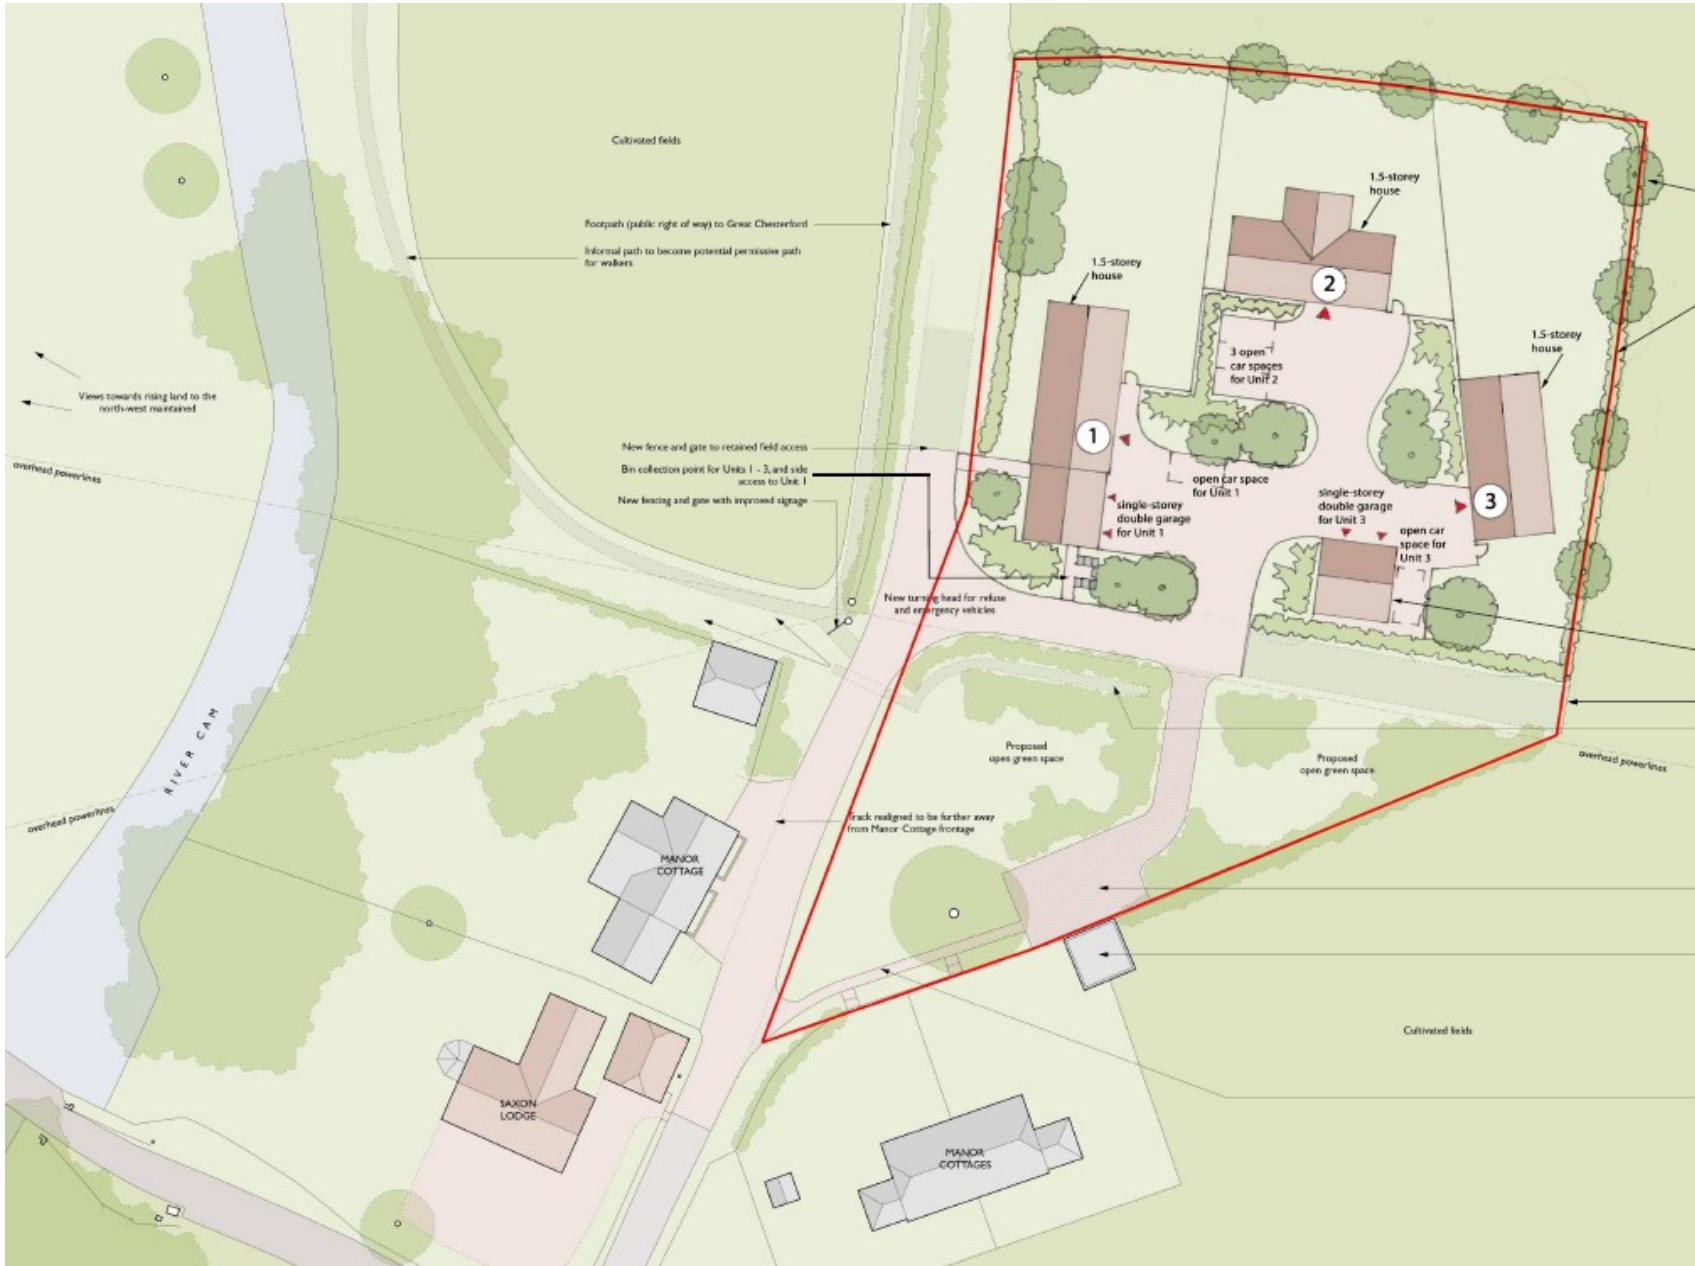 Cultivated fields
Footpath (public right of way) to Great Chesterford
Informal path to become potential permissive path
for walkers
1.5-storey
house
1.5-storey
house
2
1.5-storey
house
3 open
car spaces
for Unit 2
Views towards rising land to the
north-west maintained
overhead powerlines
New fence and gate to retained field access
Bin collection point for Units 1 - 3, and side
access to Unit 1
New fencing and gate with improved signage
1
open car space
for Unit 1
single-storey
double garage
for Unit 1
single-storey
double garage
for Unit 3
3
open car
space for
Unit 3
New turning head for refuse
and emergency vehicles
RIVER CAM
Proposed
open green space
Proposed
open green space
overhead powerlines
overhead powerlines
Track realigned to be further away
from Manor Cottage frontage
MANOR
COTTAGE
Cultivated fields
SAXON
LODGE
MANOR
COTTAGES